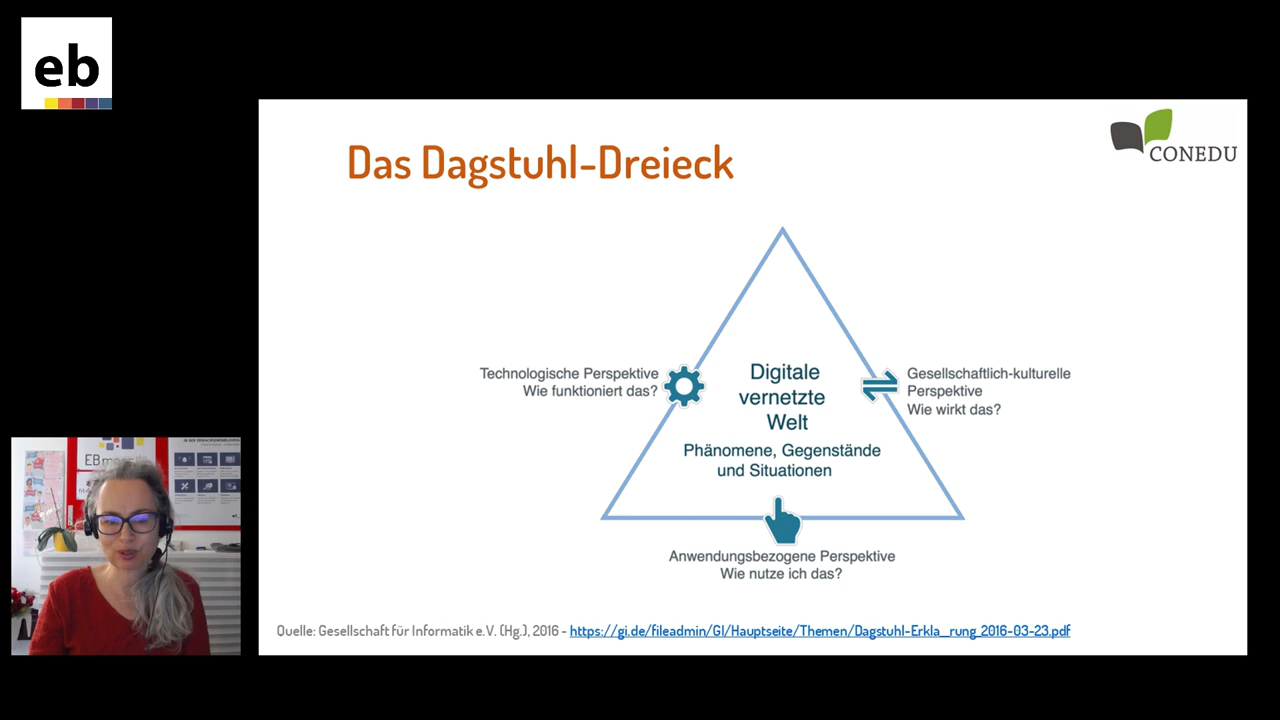 eb
CONEDU
Das Dagstuhl-Dreieck
Technologische Perspektive
Wie funktioniert das?
Digitale
vernetzte
Welt
Phänomene, Gegenstände
und Situationen
Gesellschaftlich-kulturelle
Perspektive
Wie wirkt das?
Anwendungsbezogene Perspektive
Wie nutze ich das?
Quelle: Gesellschaft für Informatik e.V. (Hg.), 2016 - https://gi.de/fileadmin/GI/Hauptseite/Themen/Dagstuhl-Erkla__rung_2016-03-23.pdf